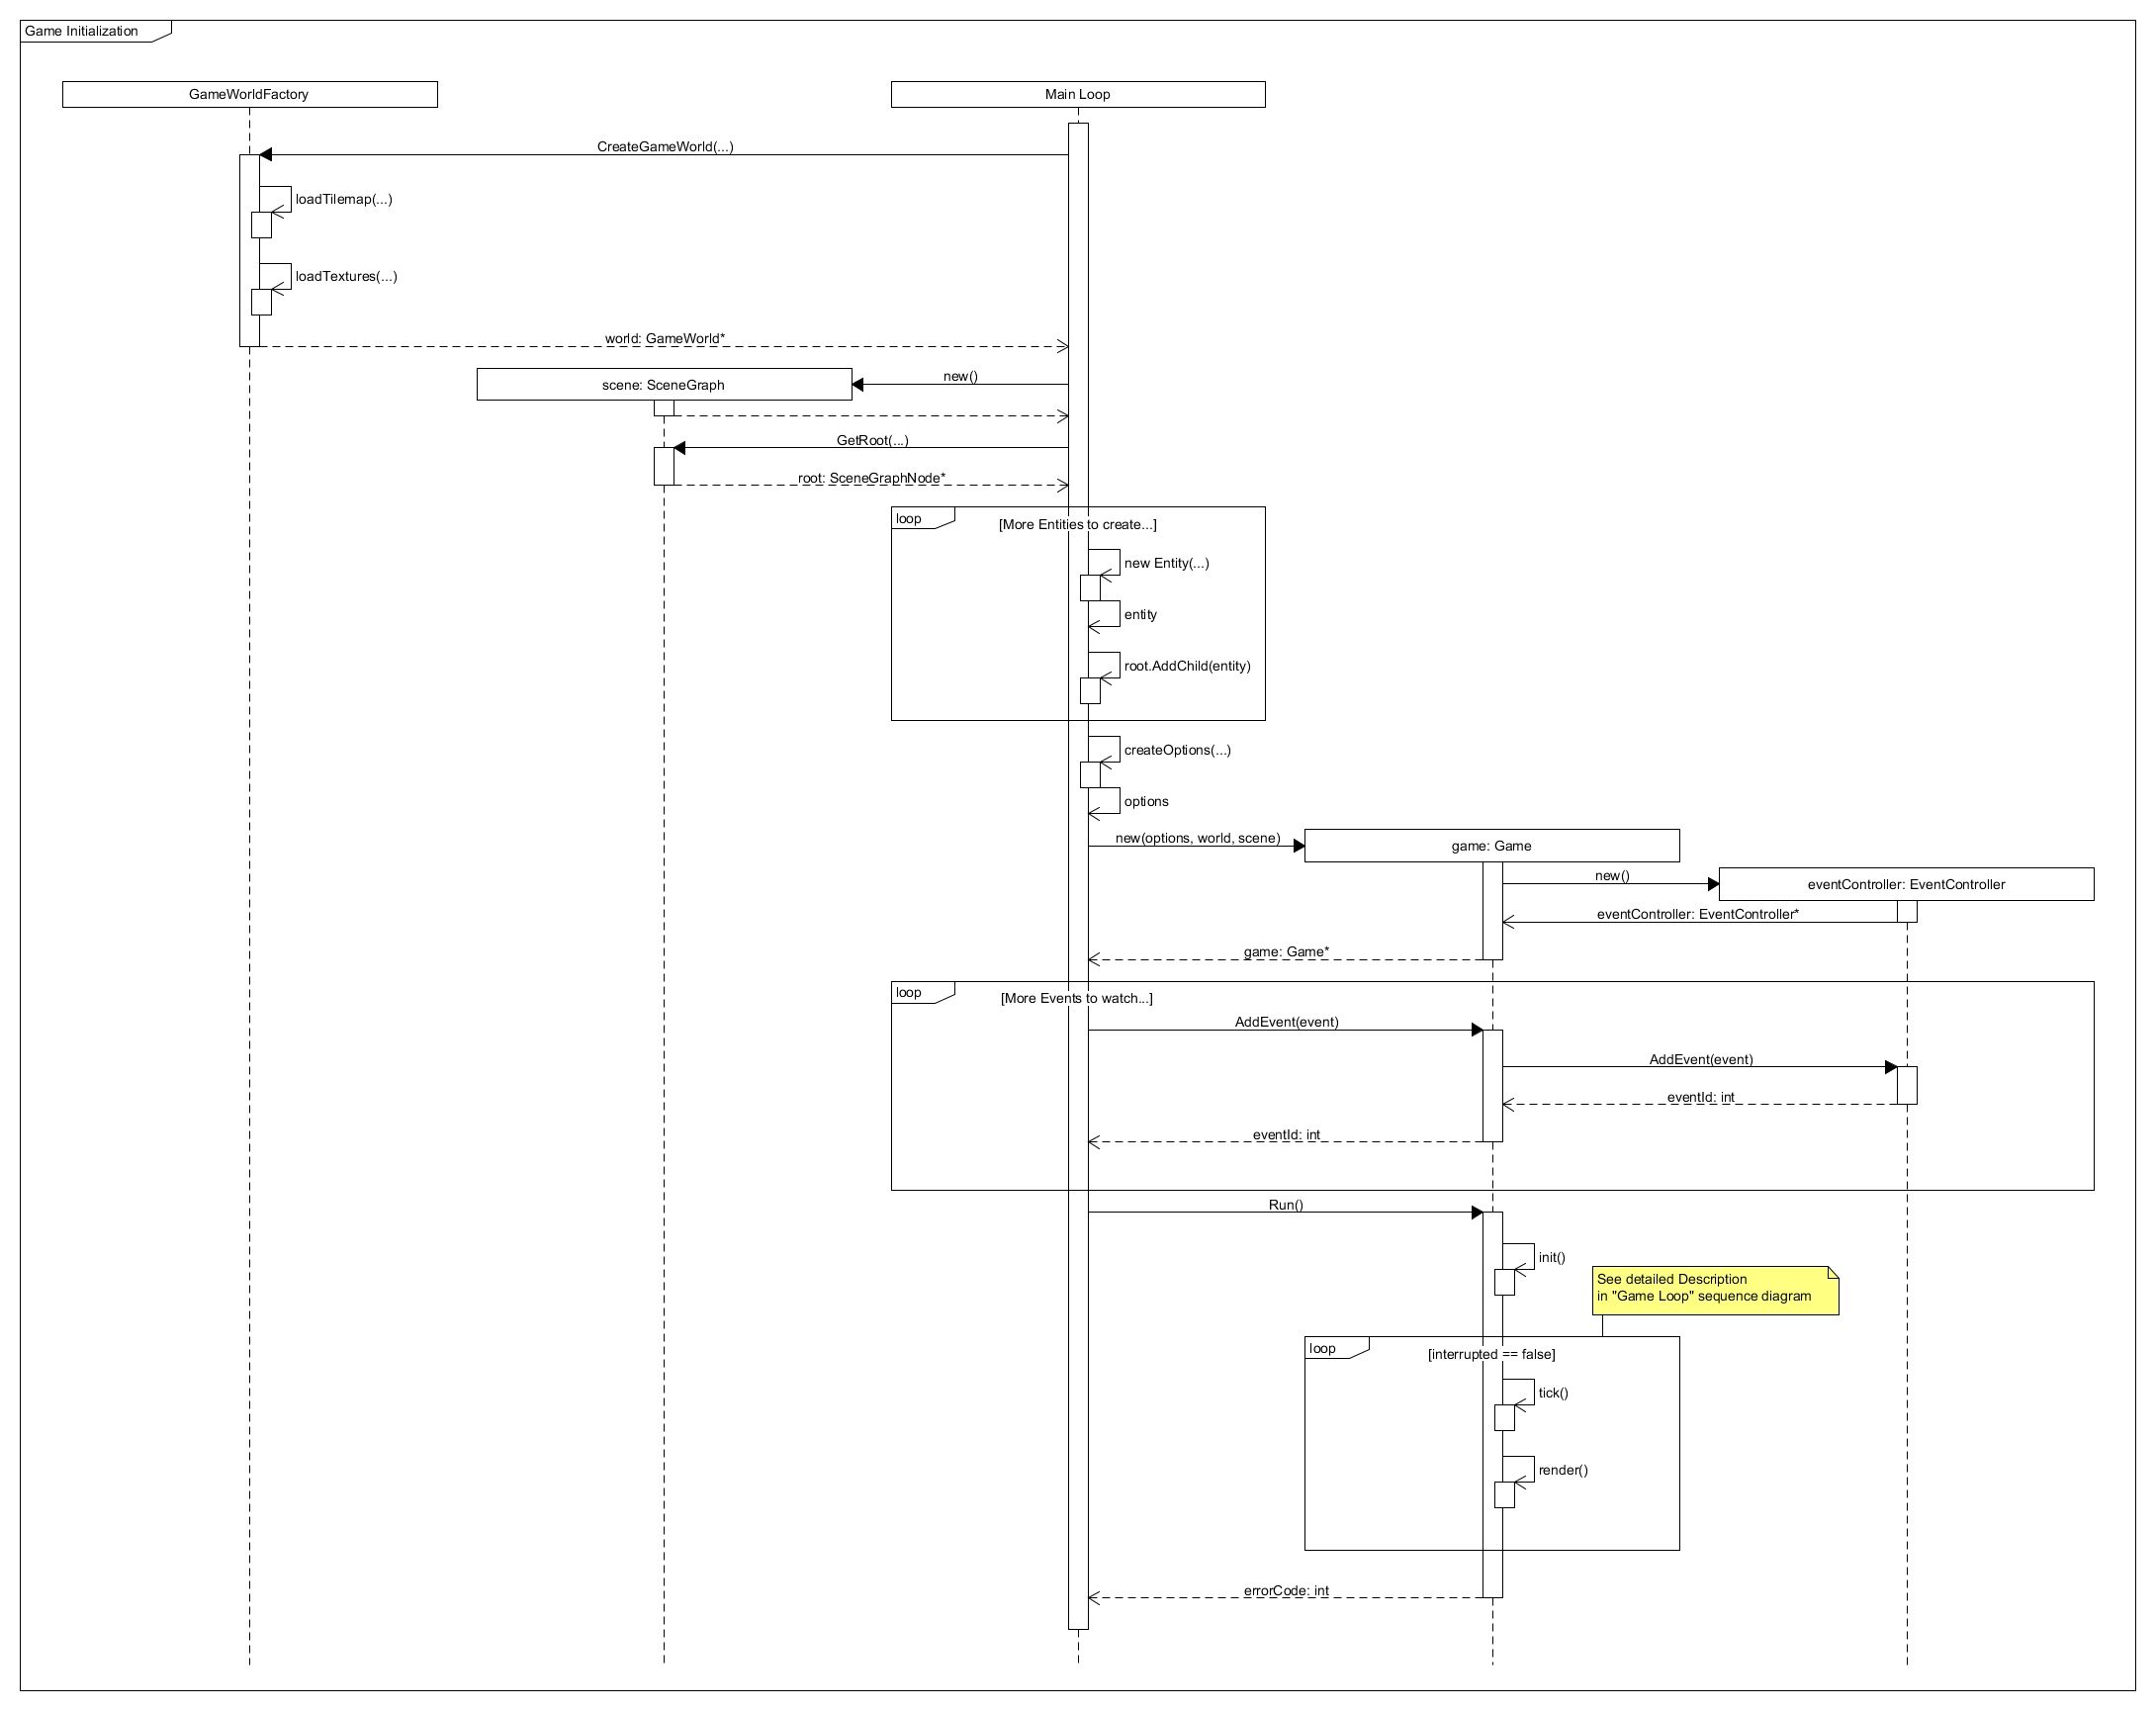 Game Initialization
GameWorldFactory
Main Loop
CreateGameWorld(...)
loadTilemap(...)
loadTextures(...)
world: GameWorld*
scene: SceneGraph
new()
GetRoot(...)
root: SceneGraphNode*
loop
[More Entities to create...]
new Entity(...)
entity
root.AddChild(entity)
createOptions(...)
options
new(options, world, scene)
game: Game
new()
eventController: EventController
eventController: EventController*
game: Game*
loop
[More Events to watch...]
AddEvent(event)
AddEvent(event)
eventId: int
eventId: int
Run()
init()
See detailed Description
in "Game Loop" sequence diagram
loop
[interrupted == false]
tick()
render()
errorCode: int